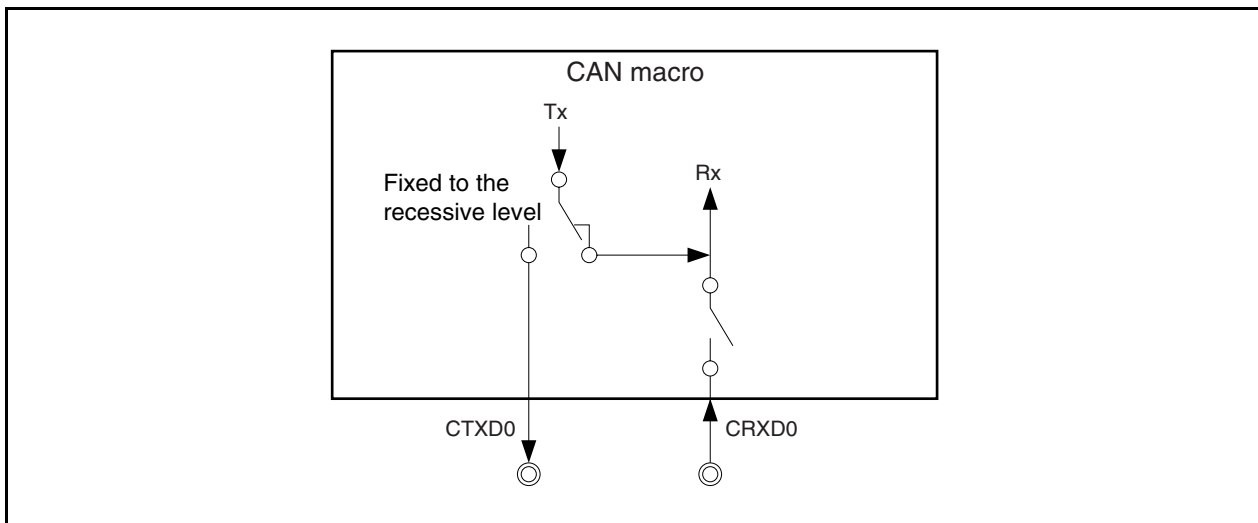 CAN macro
Tx
Rx
Fixed to the
recessive level
CTXD0
CRXD0